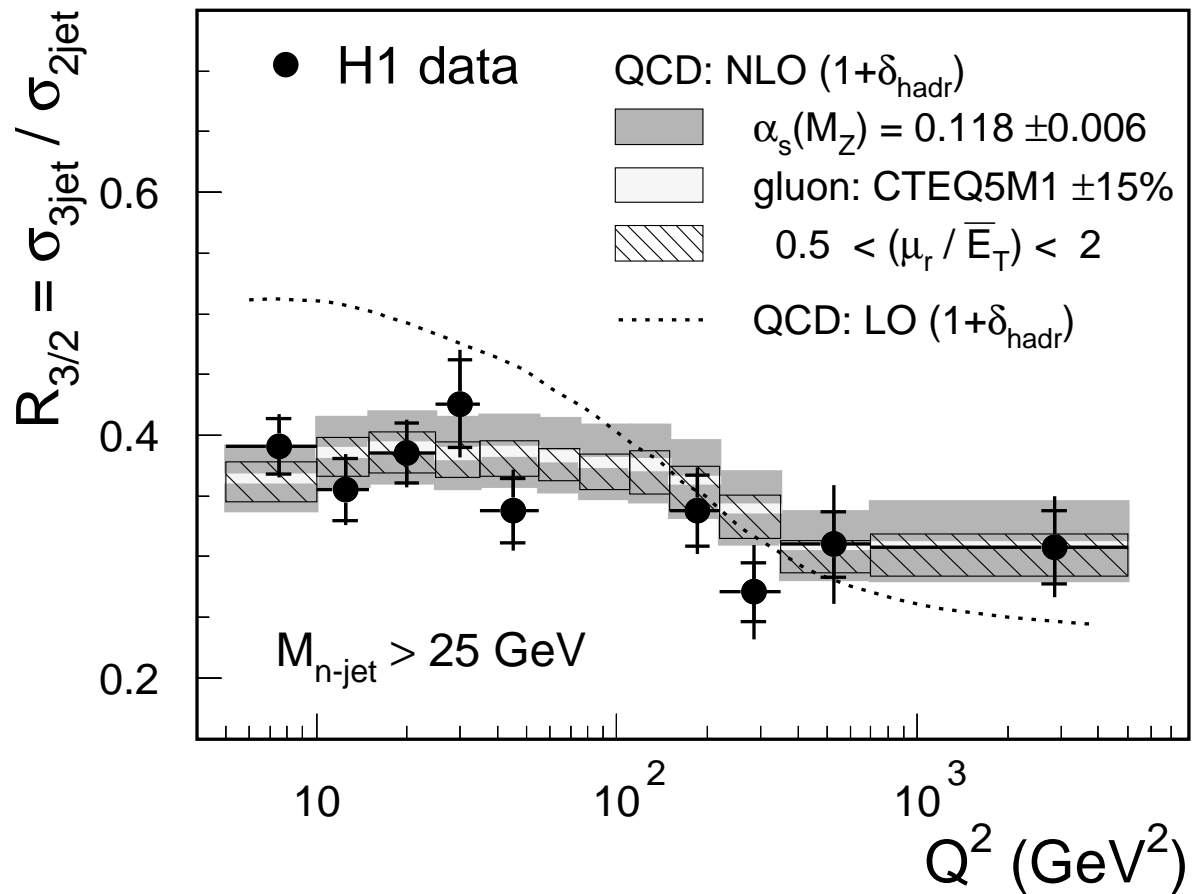 R3/2 = σ3jet / σ2jet
H1 data
QCD: NLO (1+δhadr)
αs(MZ) = 0.118 ±0.006
gluon: CTEQ5M1 ±15%
0.5 < (μr / E̅T) < 2
QCD: LO (1+δhadr)
0.6
0.4
0.2
Mn-jet > 25 GeV
10 10² 10³
Q² (GeV²)